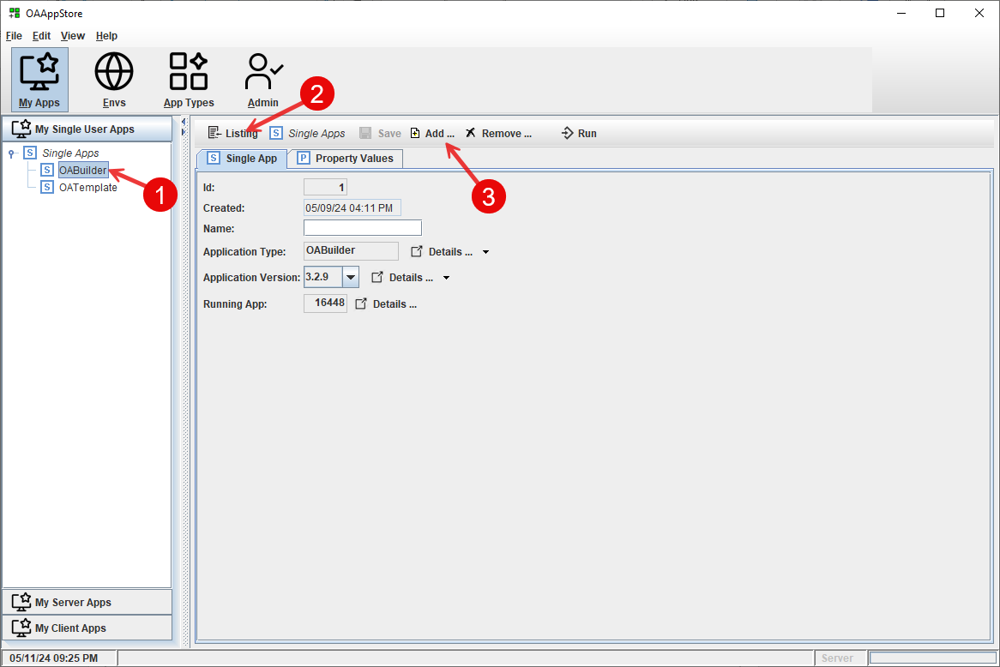 OAAppStore
File Edit View Help
My Apps Envs App Types Admin
2
My Single User Apps
Listing Single Apps Save Add ... Remove ... Run
S
Single Apps
S
S Single App P Property Values
S OABuilder
1
S OATemplate
3
Id: 1
Created: 05/09/24 04:11 PM
Name:
Application Type: OABuilder Details ...
Application Version: 3.2.9 Details ...
Running App: 16448 Details ...
My Server Apps
My Client Apps
05/11/24 09:25 PM Server